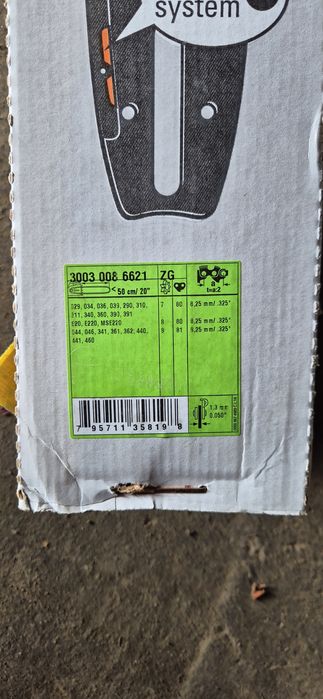 system
3003 008 6621 ZG
50 cm/ 20"
a
t=a:2
029, 034, 036, 039, 290, 310, 7 80 8,25 mm/ .325"
311, 340, 360, 390, 391
E20, E220, MSE220 8 80 8,25 mm/ .325"
044, 046, 341, 361, 362, 440, 9 81 8,25 mm/ .325"
441, 460
1,3 mm
0.050"
7 95711 35819 8